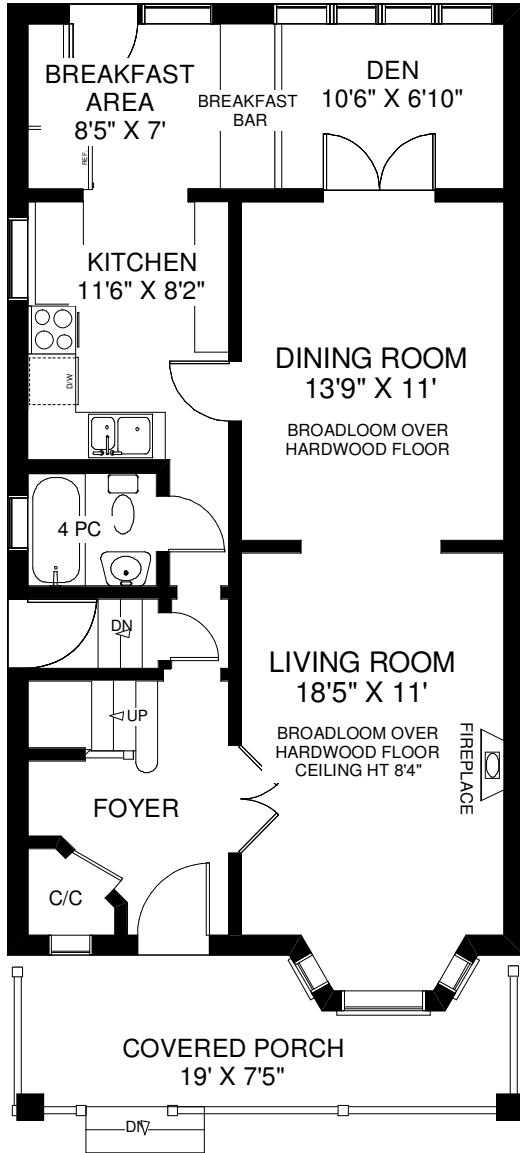 BREAKFAST
AREA
8'5" X 7'
REF.
BREAKFAST
BAR
DEN
10'6" X 6'10"
KITCHEN
11'6" X 8'2"
D/W
DINING ROOM
13'9" X 11'
BROADLOOM OVER
HARDWOOD FLOOR
4 PC
DN
LIVING ROOM
18'5" X 11'
BROADLOOM OVER
HARDWOOD FLOOR
CEILING HT 8'4"
FIREPLACE
UP
FOYER
C/C
COVERED PORCH
19' X 7'5"
DN